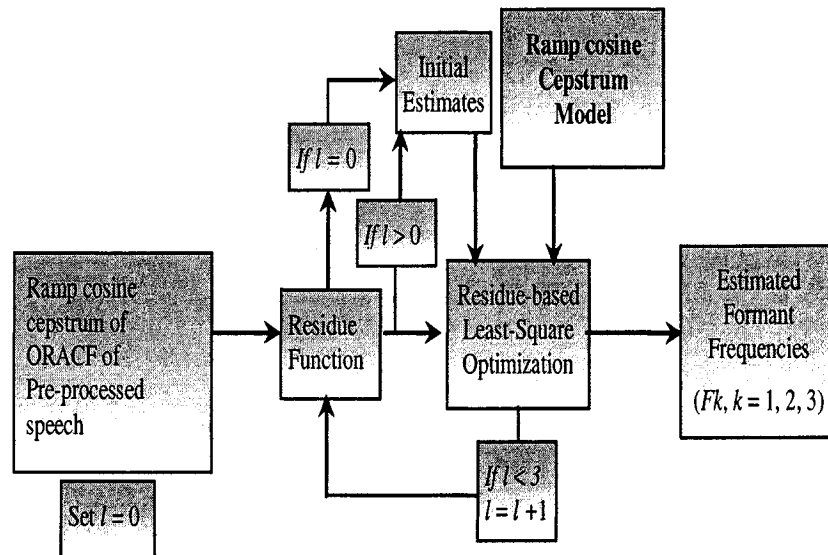 Initial
Estimates
Ramp cosine
Cepstrum
Model
If l = 0
If l > 0
Ramp cosine
cepstrum of
ORACF of
Pre-processed
speech
Residue
Function
Residue-based
Least-Square
Optimization
Estimated
Formant
Frequencies
(Fk, k = 1, 2, 3)
If l < 3
l = l +1
Set l = 0